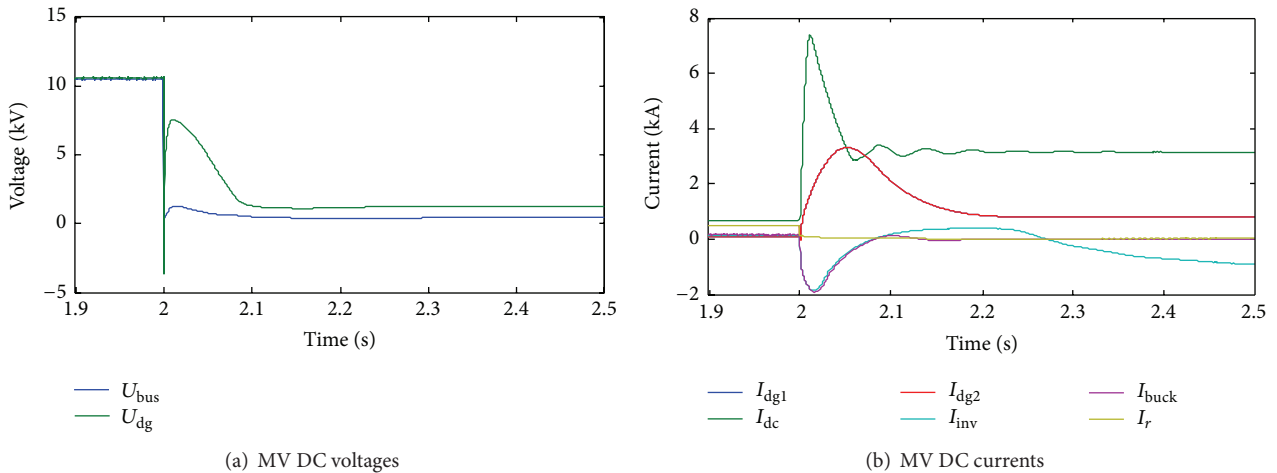 15
10
5
0
−5
Voltage (kV)
1.9 2 2.1 2.2 2.3 2.4 2.5
Time (s)
U_bus
U_dg
(a) MV DC voltages
8
6
4
2
0
−2
Current (kA)
1.9 2 2.1 2.2 2.3 2.4 2.5
Time (s)
I_dg1 I_dg2 I_buck
I_dc I_inv I_r
(b) MV DC currents